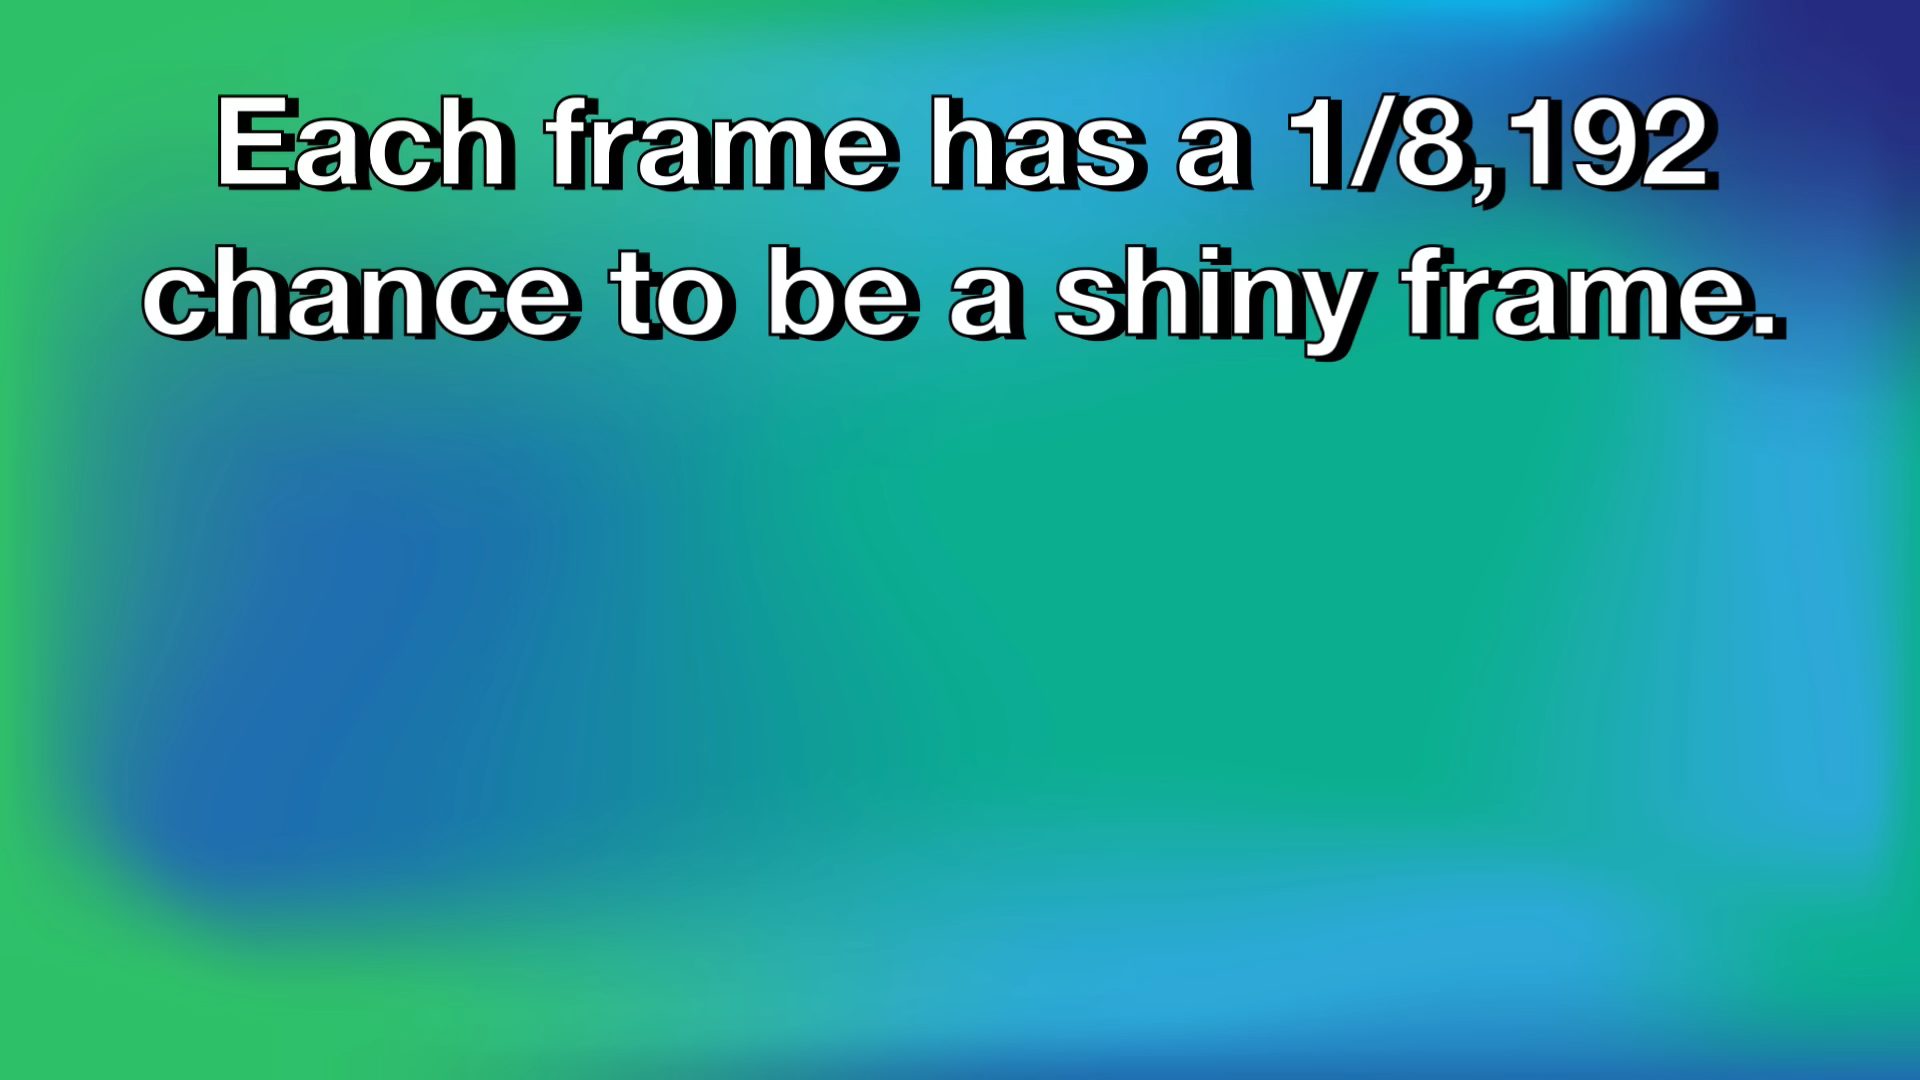 Each frame has a 1/8,192
chance to be a shiny frame.